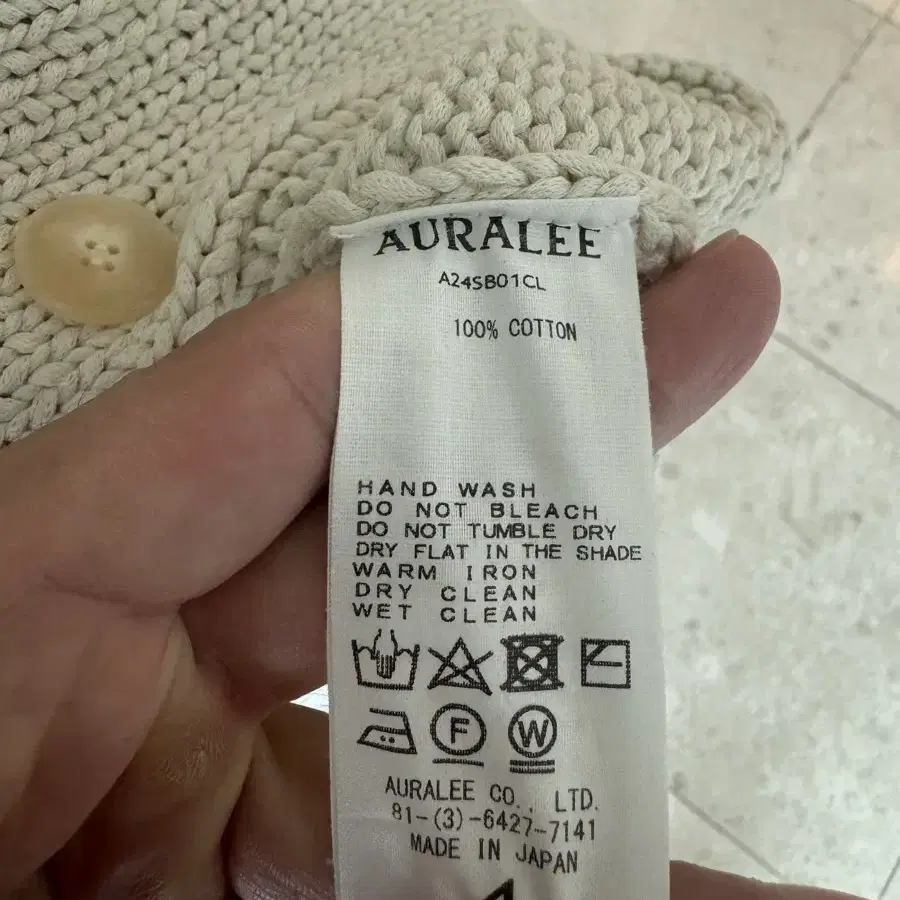 AURALEE
A24SB01CL
100% COTTON
HAND WASH
DO NOT BLEACH
DO NOT TUMBLE DRY
DRY FLAT IN THE SHADE
WARM IRON
DRY CLEAN
WET CLEAN
F W
AURALEE CO., LTD.
81-(3)-6427-7141
MADE IN JAPAN